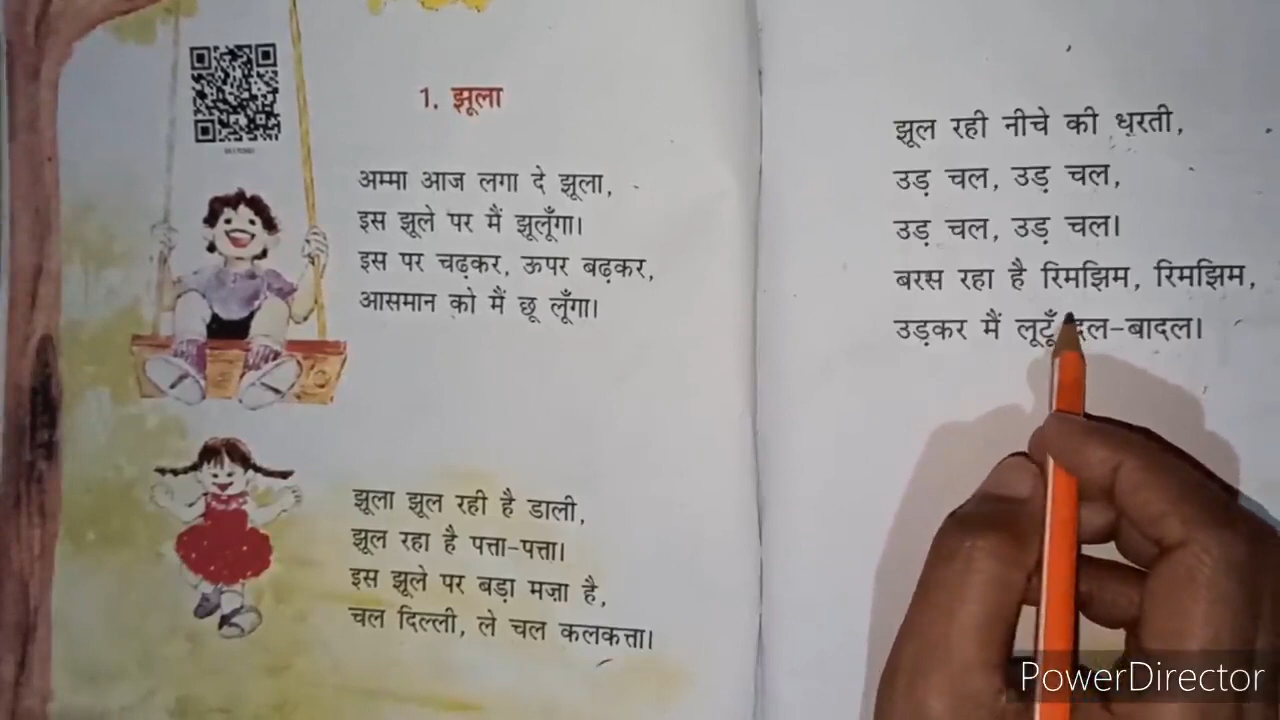 1. झूला
अम्मा आज लगा दे झूला,
इस झूले पर मैं झूलूँगा।
इस पर चढ़कर, ऊपर बढ़कर,
आसमान को मैं छू लूँगा।
झूला झूल रही है डाली,
झूल रहा है पत्ता-पत्ता।
इस झूले पर बड़ा मज़ा है,
चल दिल्ली, ले चल कलकत्ता।
झूल रही नीचे की धरती,
उड़ चल, उड़ चल,
उड़ चल, उड़ चल।
बरस रहा है रिमझिम, रिमझिम,
उड़कर मैं लूटूँ दल-बादल।
PowerDirector